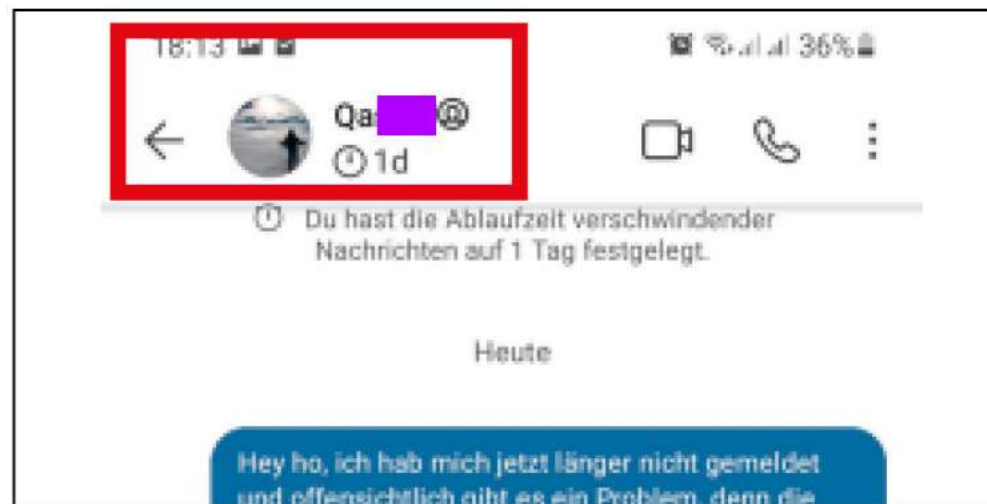 18:13 36%
Qa @
1d
Du hast die Ablaufzeit verschwindender
Nachrichten auf 1 Tag festgelegt.
Heute
Hey ho, ich hab mich jetzt länger nicht gemeldet
und offensichtlich gibt es ein Problem, denn die